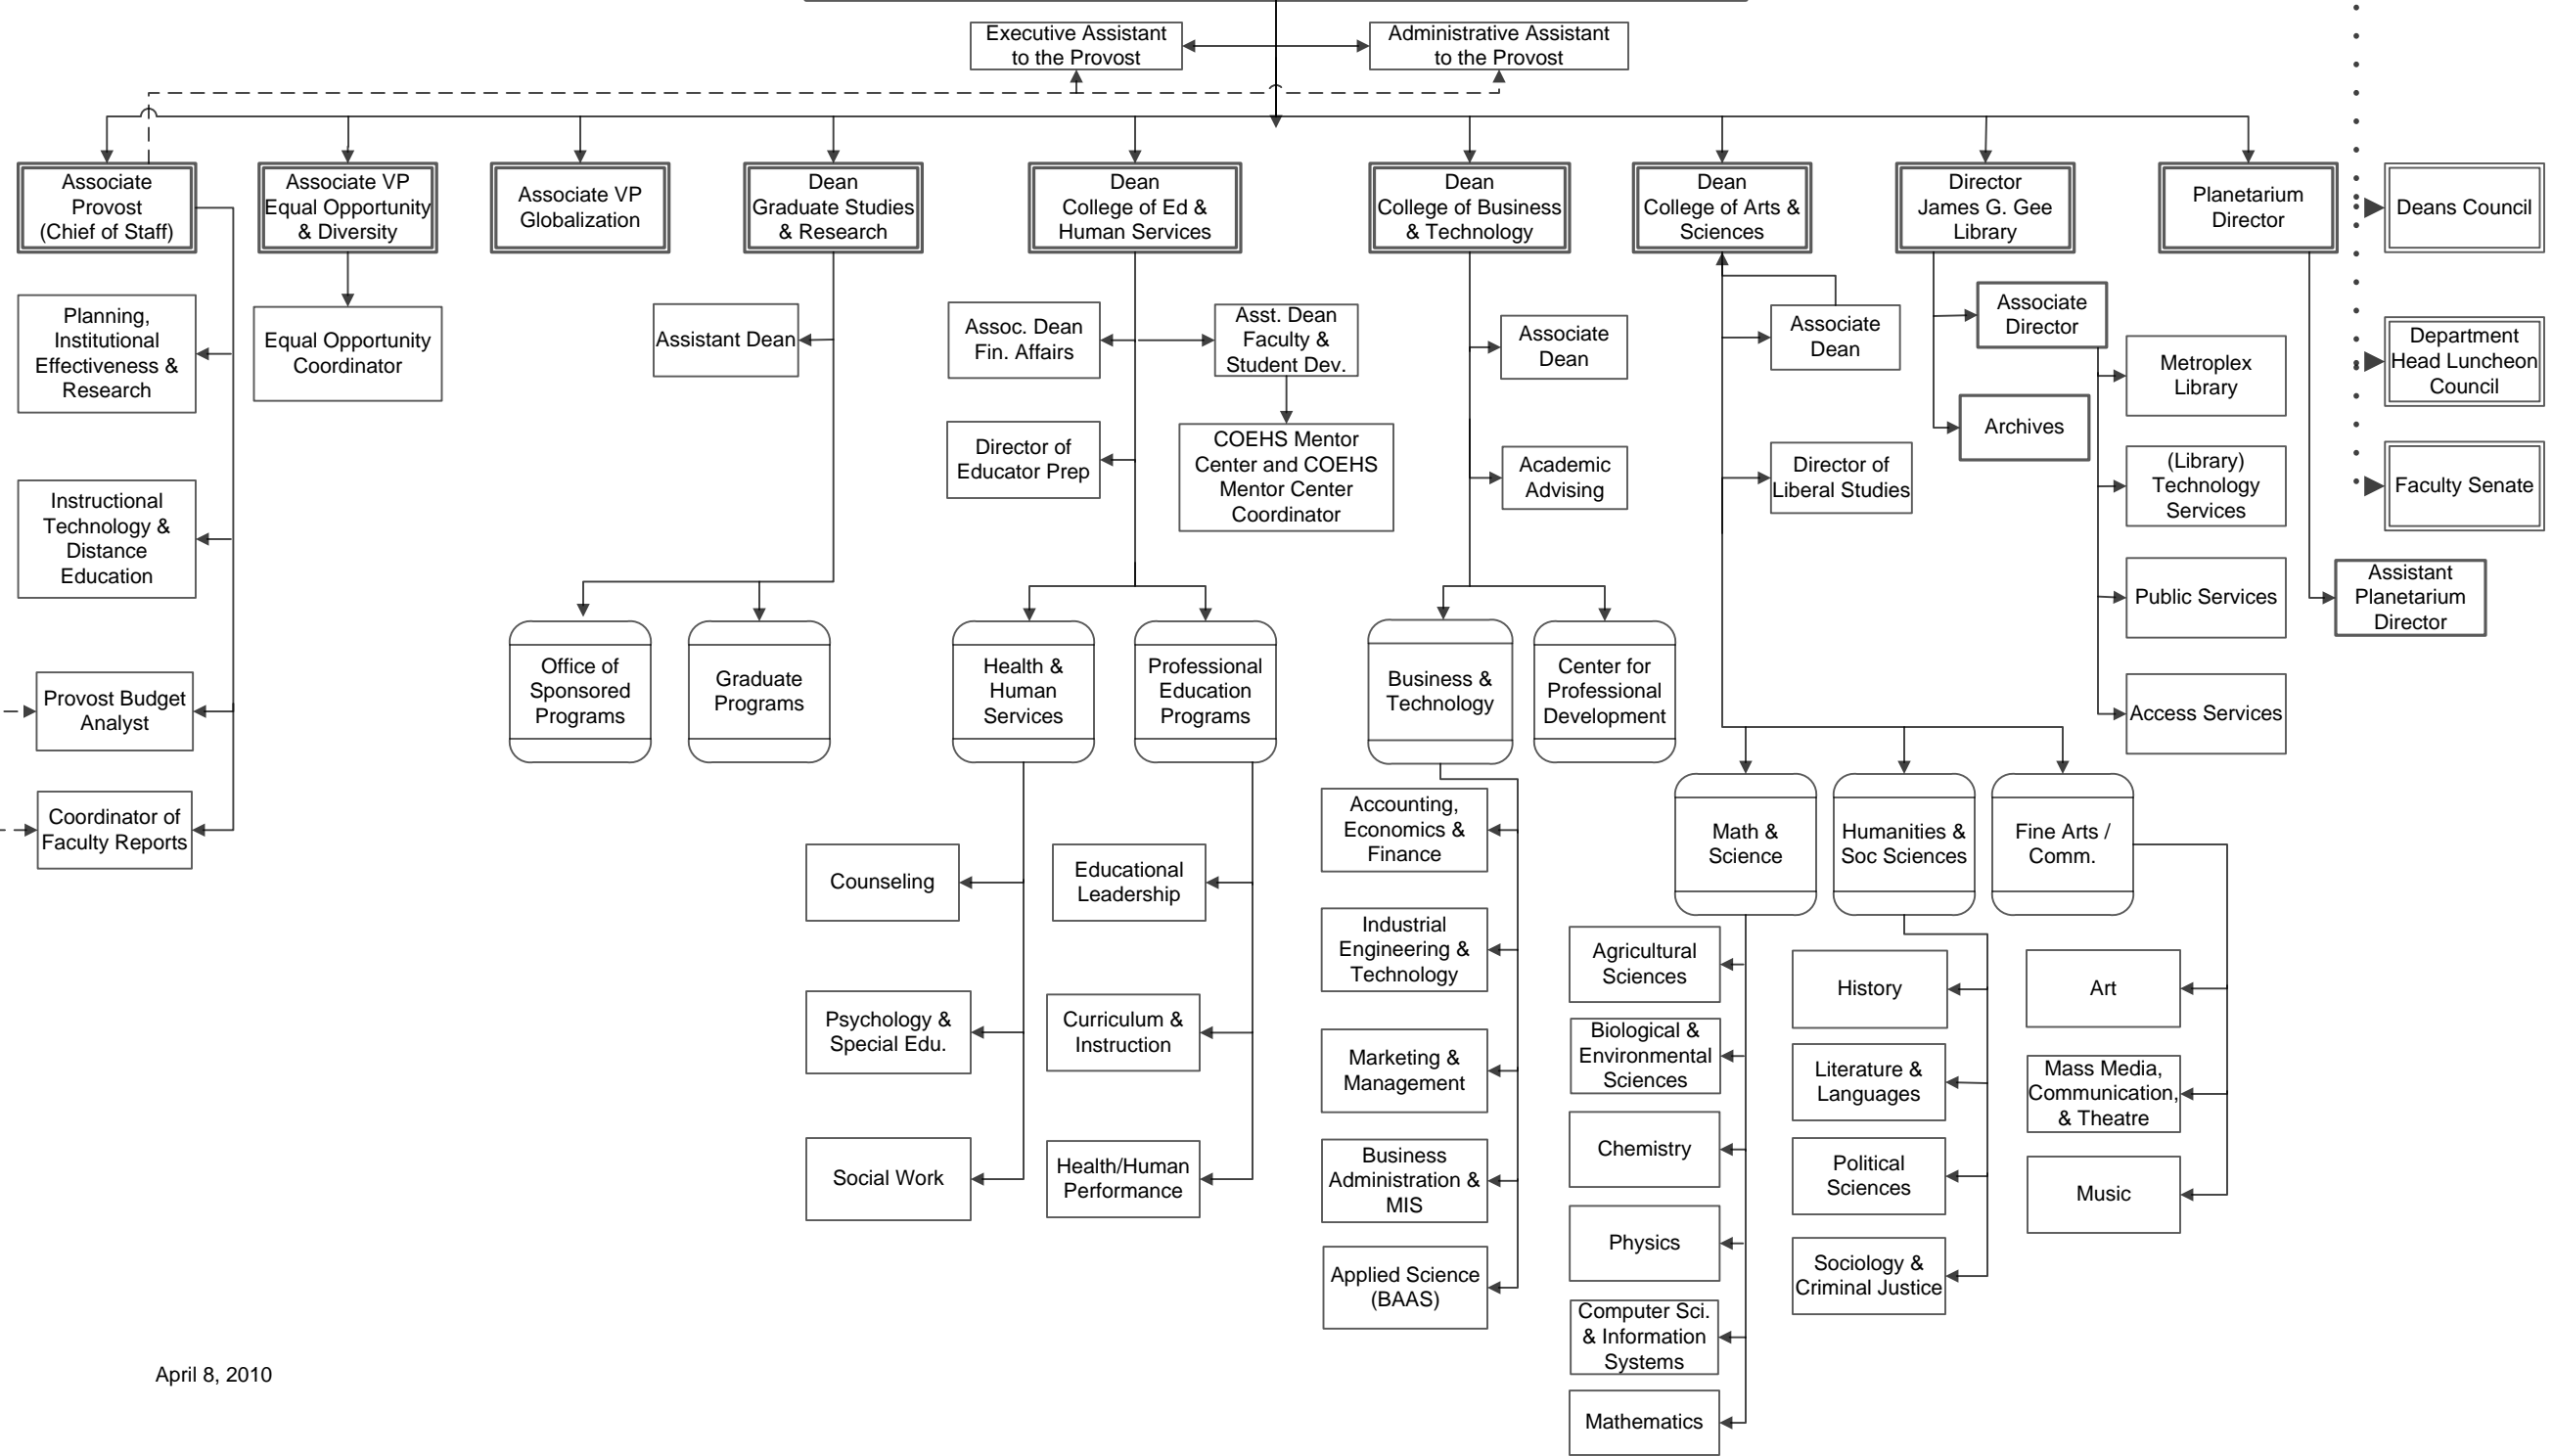 Executive Assistant
to the Provost
Administrative Assistant
to the Provost
Associate
Provost
(Chief of Staff)
Associate VP
Equal Opportunity
& Diversity
Associate VP
Globalization
Dean
Graduate Studies
& Research
Dean
College of Ed &
Human Services
Dean
College of Business
& Technology
Dean
College of Arts &
Sciences
Director
James G. Gee
Library
Planetarium
Director
Deans Council
Planning,
Institutional
Effectiveness &
Research
Equal Opportunity
Coordinator
Assistant Dean
Assoc. Dean
Fin. Affairs
Asst. Dean
Faculty &
Student Dev.
Associate
Dean
Associate
Dean
Associate
Director
Metroplex
Library
Department
Head Luncheon
Council
Director of
Educator Prep
COEHS Mentor
Center and COEHS
Mentor Center
Coordinator
Academic
Advising
Director of
Liberal Studies
Archives
(Library)
Technology
Services
Faculty Senate
Instructional
Technology &
Distance
Education
Public Services
Assistant
Planetarium
Director
Provost Budget
Analyst
Office of
Sponsored
Programs
Graduate
Programs
Health &
Human
Services
Professional
Education
Programs
Business &
Technology
Center for
Professional
Development
Access Services
Coordinator of
Faculty Reports
Math &
Science
Humanities &
Soc Sciences
Fine Arts /
Comm.
Counseling
Educational
Leadership
Accounting,
Economics &
Finance
Industrial
Engineering &
Technology
Agricultural
Sciences
History
Art
Psychology &
Special Edu.
Curriculum &
Instruction
Marketing &
Management
Biological &
Environmental
Sciences
Literature &
Languages
Mass Media,
Communication,
& Theatre
Social Work
Health/Human
Performance
Business
Administration &
MIS
Chemistry
Political
Sciences
Music
Physics
Applied Science
(BAAS)
Sociology &
Criminal Justice
Computer Sci.
& Information
Systems
Mathematics
April 8, 2010